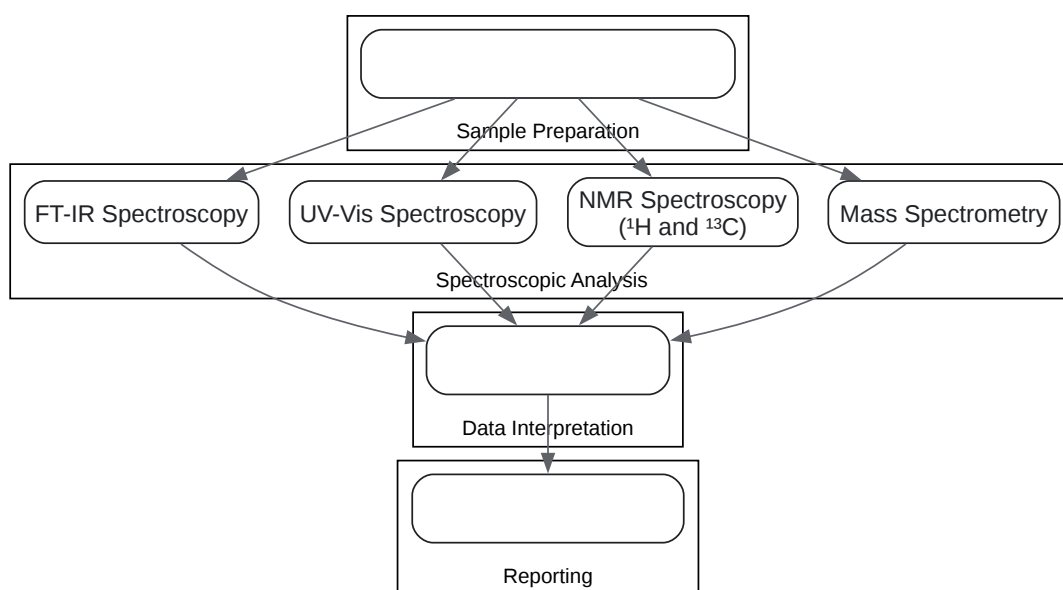 Sample Preparation
FT-IR Spectroscopy
UV-Vis Spectroscopy
NMR Spectroscopy
(¹H and ¹³C)
Mass Spectrometry
Spectroscopic Analysis
Data Interpretation
Reporting